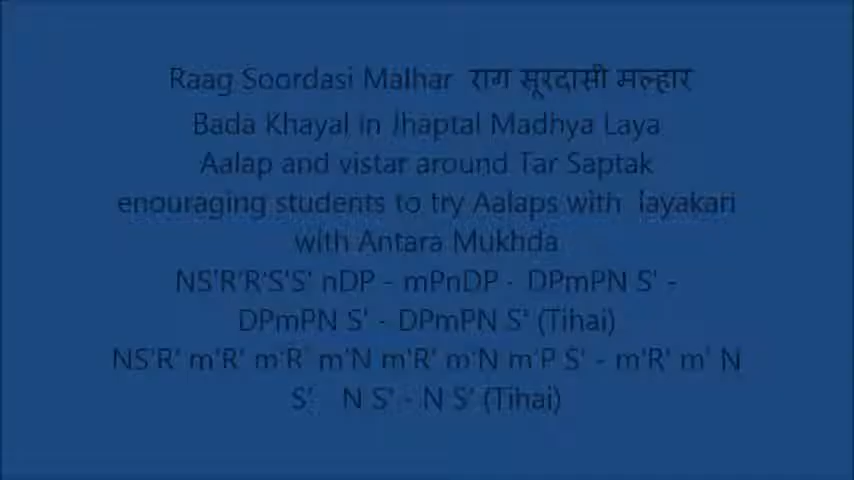 Raag Soordasi Malhar राग सूरदासी मल्हार
Bada Khayal in Jhaptal Madhya Laya
Aalap and vistar around Tar Saptak
enouraging students to try Aalaps with layakari
with Antara Mukhda
NS'R'R'S'S' nDP - mPnDP - DPmPN S' -
DPmPN S' - DPmPN S' (Tihai)
NS'R' m'R' m'R' m'N m'R' m'N m'P S' - m'R' m' N
S' N S' - N S' (Tihai)